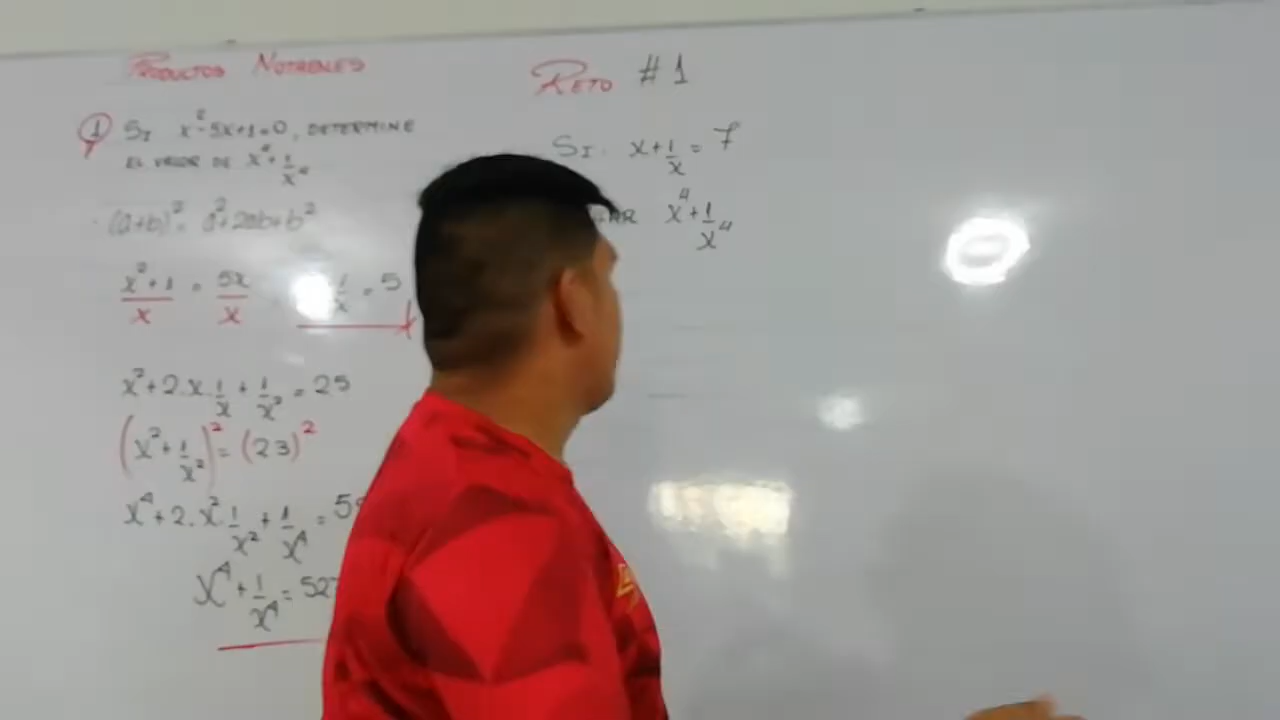 PRODUCTOS NOTABLES
1 SI x²-5x+1=0, DETERMINE
EL VALOR DE x⁴+1/x⁴
(a+b)²= a²+2ab+b²
x²+1/x = 5x/x
1/x = 5
x²+2.x.1/x + 1/x² = 25
(x²+1/x²)² = (23)²
x⁴+2.x².1/x² + 1/x⁴ = 5
x⁴+1/x⁴ = 527
RETO #1
SI: x+1/x = 7
x⁴+1/x⁴